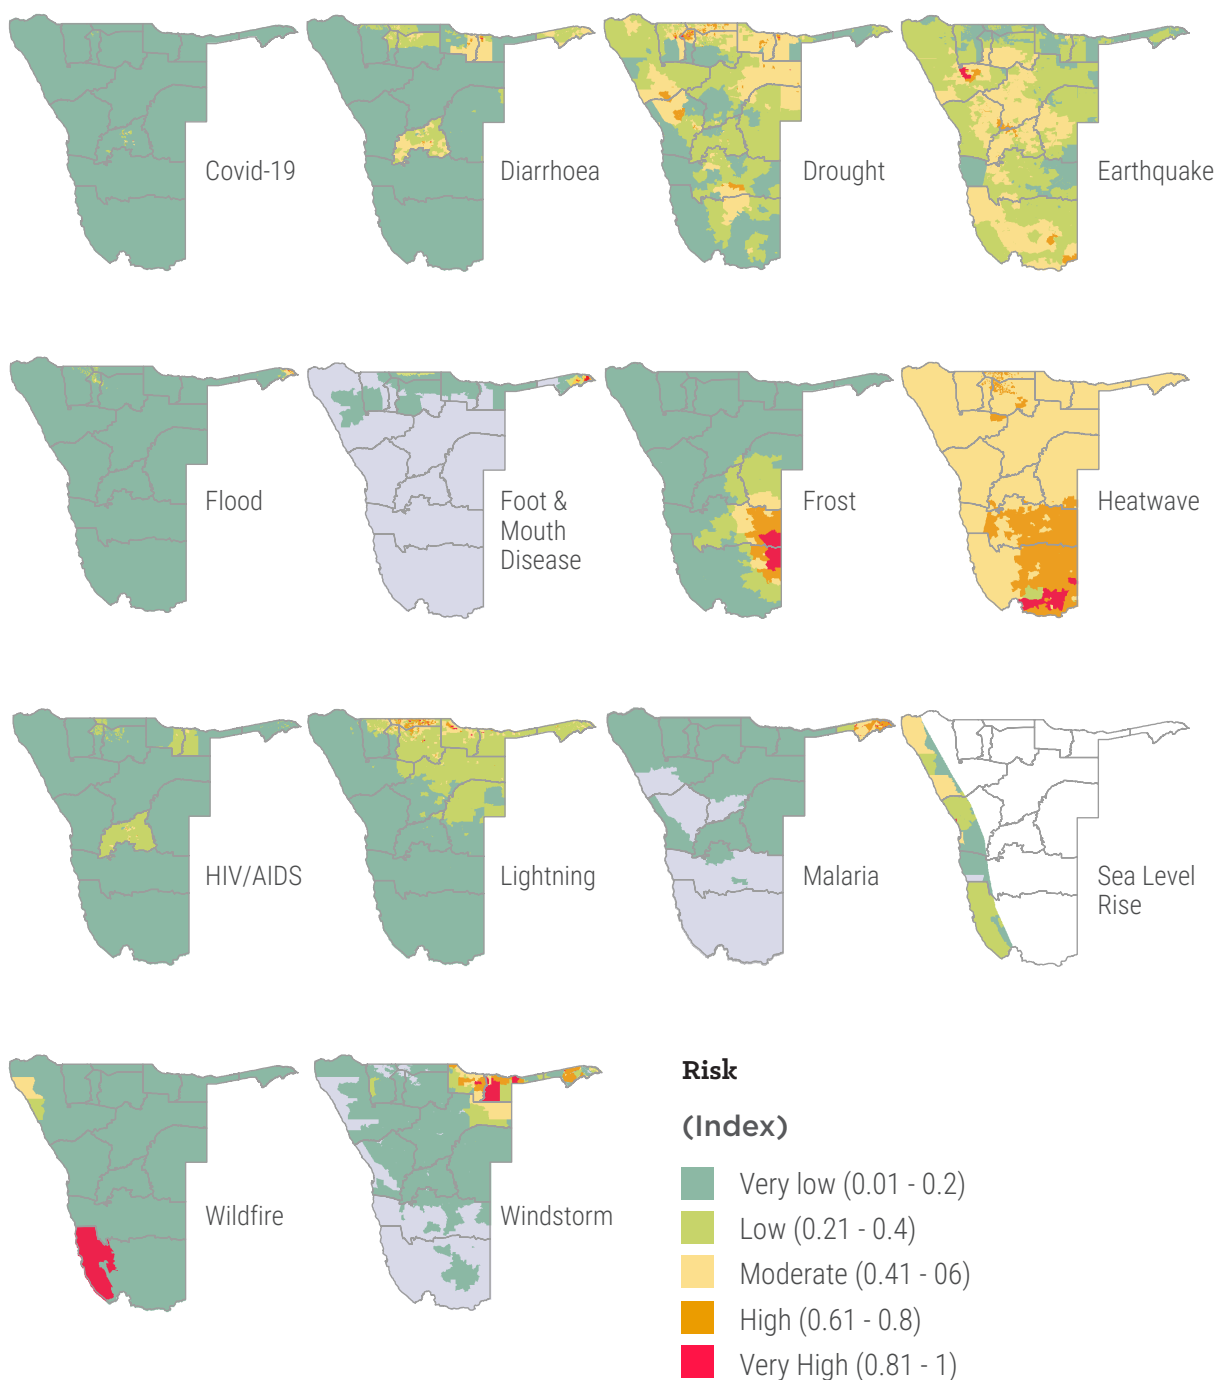 Covid-19
Diarrhoea
Drought
Earthquake
Flood
Foot &
Mouth
Disease
Frost
Heatwave
HIV/AIDS
Lightning
Malaria
Sea Level
Rise
Wildfire
Windstorm
Risk
(Index)
Very low (0.01 - 0.2)
Low (0.21 - 0.4)
Moderate (0.41 - 06)
High (0.61 - 0.8)
Very High (0.81 - 1)